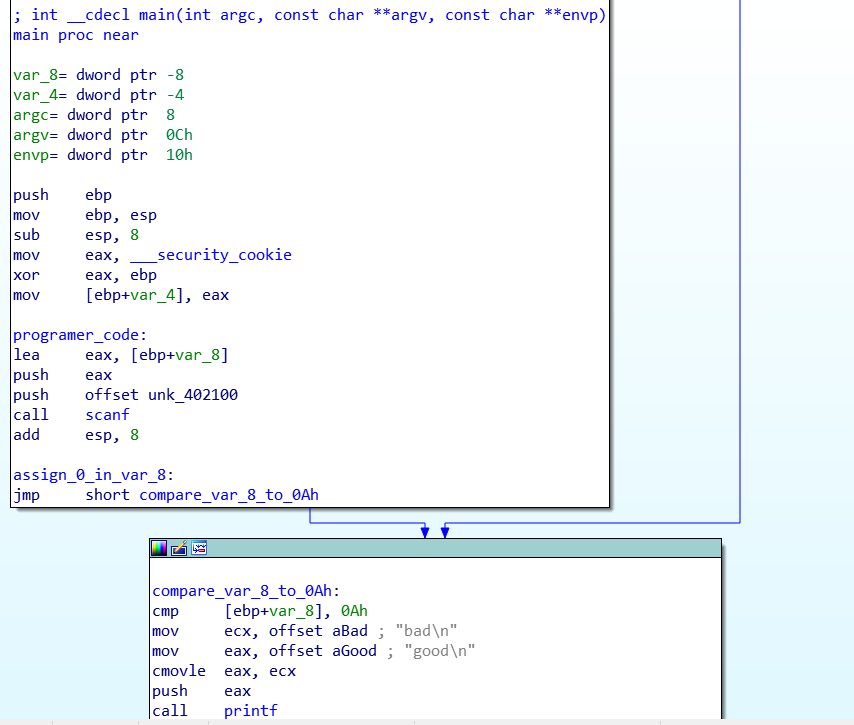 ; int __cdecl main(int argc, const char **argv, const char **envp)
main proc near
var_8= dword ptr -8
var_4= dword ptr -4
argc= dword ptr  8
argv= dword ptr  0Ch
envp= dword ptr  10h
push    ebp
mov     ebp, esp
sub     esp, 8
mov     eax, ___security_cookie
xor     eax, ebp
mov     [ebp+var_4], eax
programer_code:
lea     eax, [ebp+var_8]
push    eax
push    offset unk_402100
call    scanf
add     esp, 8
assign_0_in_var_8:
jmp     short compare_var_8_to_0Ah
compare_var_8_to_0Ah:
cmp     [ebp+var_8], 0Ah
mov     ecx, offset aBad ; "bad\n"
mov     eax, offset aGood ; "good\n"
cmovle  eax, ecx
push    eax
call    printf